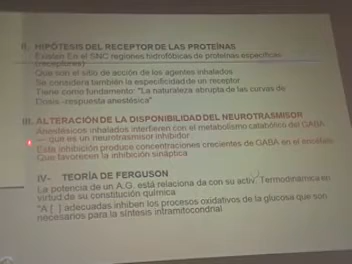 II. HIPÓTESIS DEL RECEPTOR DE LAS PROTEÍNAS
Existen En el SNC regiones hidrofóbicas de proteínas específicas
(receptores)
Que son el sitio de acción de los agentes inhalados
Se considera también la especificidad de un receptor
Tiene como fundamento: "La naturaleza abrupta de las curvas de
Dosis -respuesta anestésica"
III. ALTERACIÓN DE LA DISPONIBILIDAD DEL NEUROTRASMISOR
Anestésicos inhalados interfieren con el metabolismo catabólico del GABA
— que es un neurotrasmisor inhibidor
Esta inhibición produce concentraciones crecientes de GABA en el encéfalo
Que favorecen la inhibición sináptica
IV- TEORÍA DE FERGUSON
La potencia de un A.G. está relaciona da con su activ. Termodinámica en
virtud de su constitución química
"A [ ] adecuadas inhiben los procesos oxidativos de la glucosa que son
necesarios para la síntesis intramitocondrial